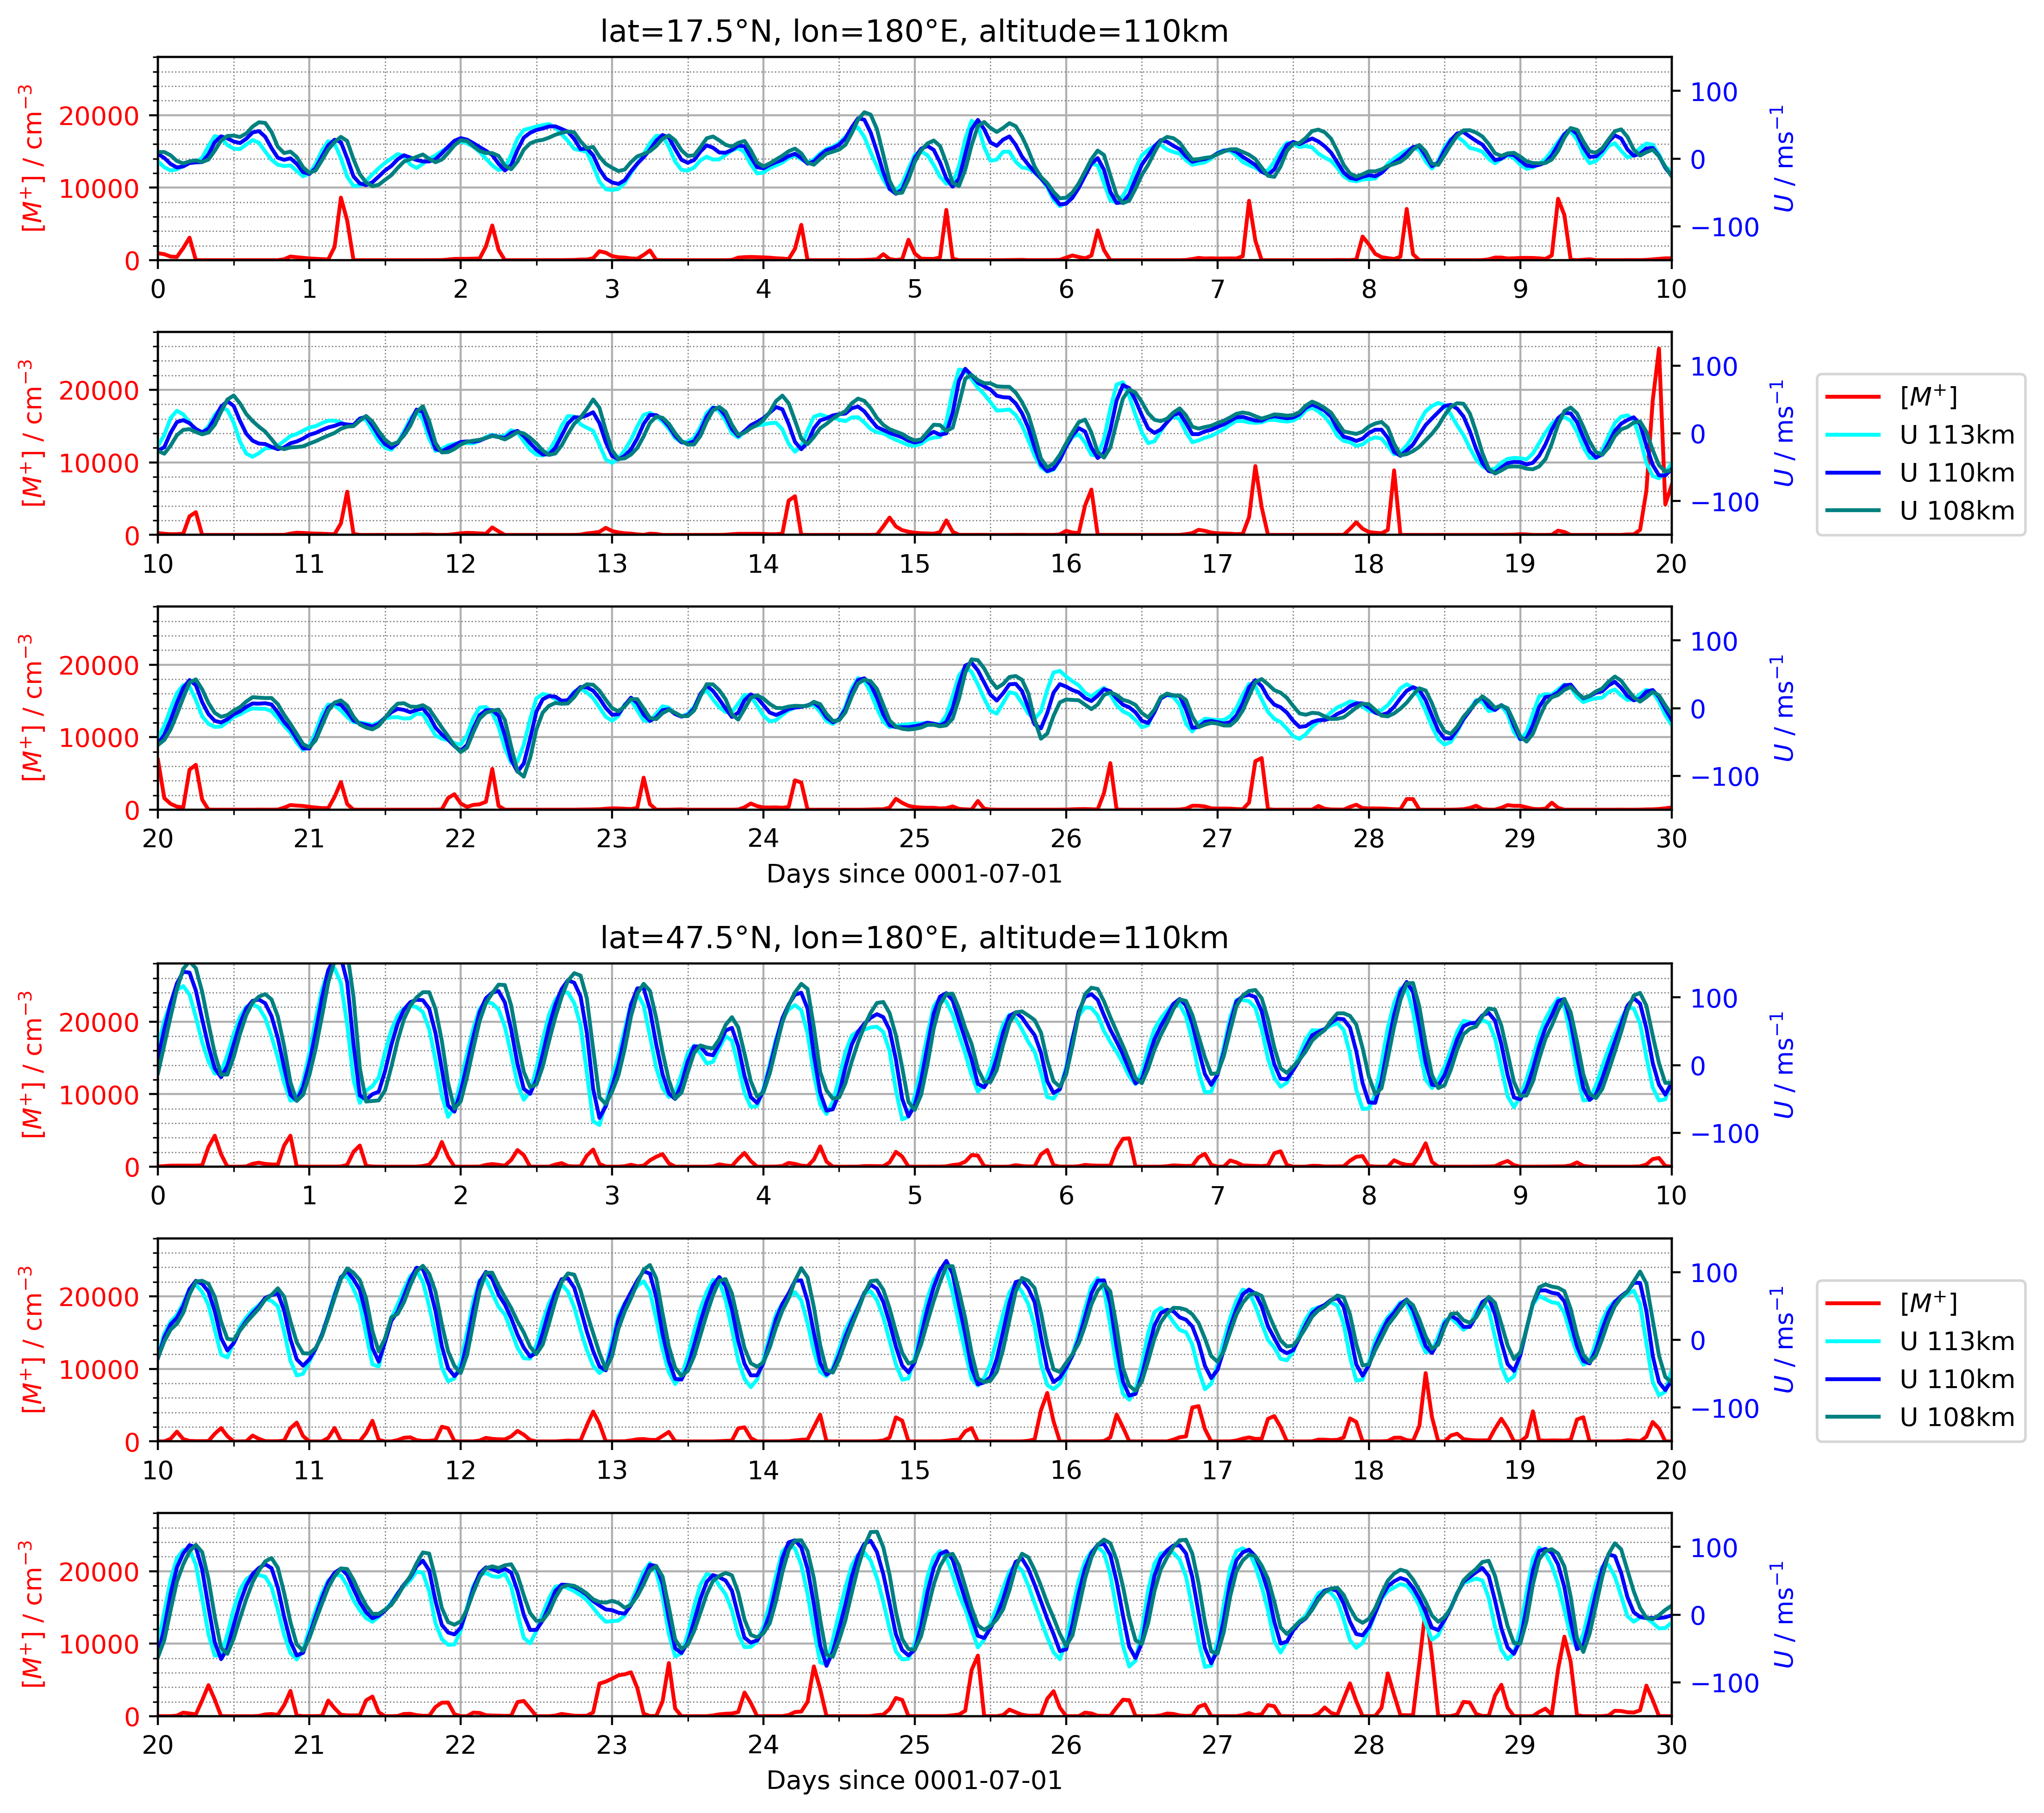 lat=17.5°N, lon=180°E, altitude=110km
[M⁺] / cm⁻³
20000
10000
0
100
0
−100
U / ms⁻¹
0 1 2 3 4 5 6 7 8 9 10
[M⁺] / cm⁻³
20000
10000
0
100
0
−100
U / ms⁻¹
10 11 12 13 14 15 16 17 18 19 20
[M⁺]
U 113km
U 110km
U 108km
[M⁺] / cm⁻³
20000
10000
0
100
0
−100
U / ms⁻¹
20 21 22 23 24 25 26 27 28 29 30
Days since 0001-07-01
lat=47.5°N, lon=180°E, altitude=110km
[M⁺] / cm⁻³
20000
10000
0
100
0
−100
U / ms⁻¹
0 1 2 3 4 5 6 7 8 9 10
[M⁺] / cm⁻³
20000
10000
0
100
0
−100
U / ms⁻¹
10 11 12 13 14 15 16 17 18 19 20
[M⁺]
U 113km
U 110km
U 108km
[M⁺] / cm⁻³
20000
10000
0
100
0
−100
U / ms⁻¹
20 21 22 23 24 25 26 27 28 29 30
Days since 0001-07-01